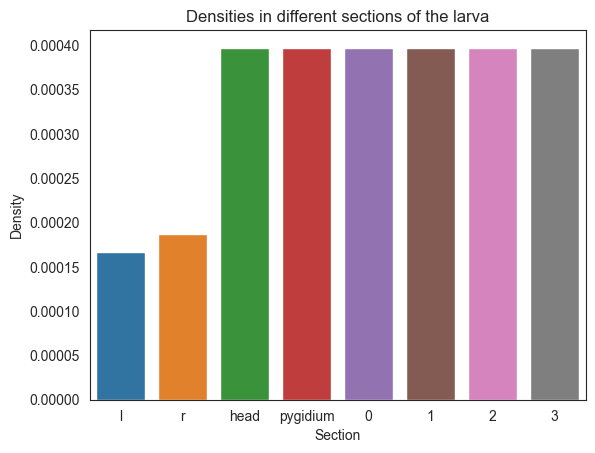 Densities in different sections of the larva
0.00040
0.00035
0.00030
0.00025
0.00020
0.00015
0.00010
0.00005
0.00000
Density
l r head pygidium 0 1 2 3
Section